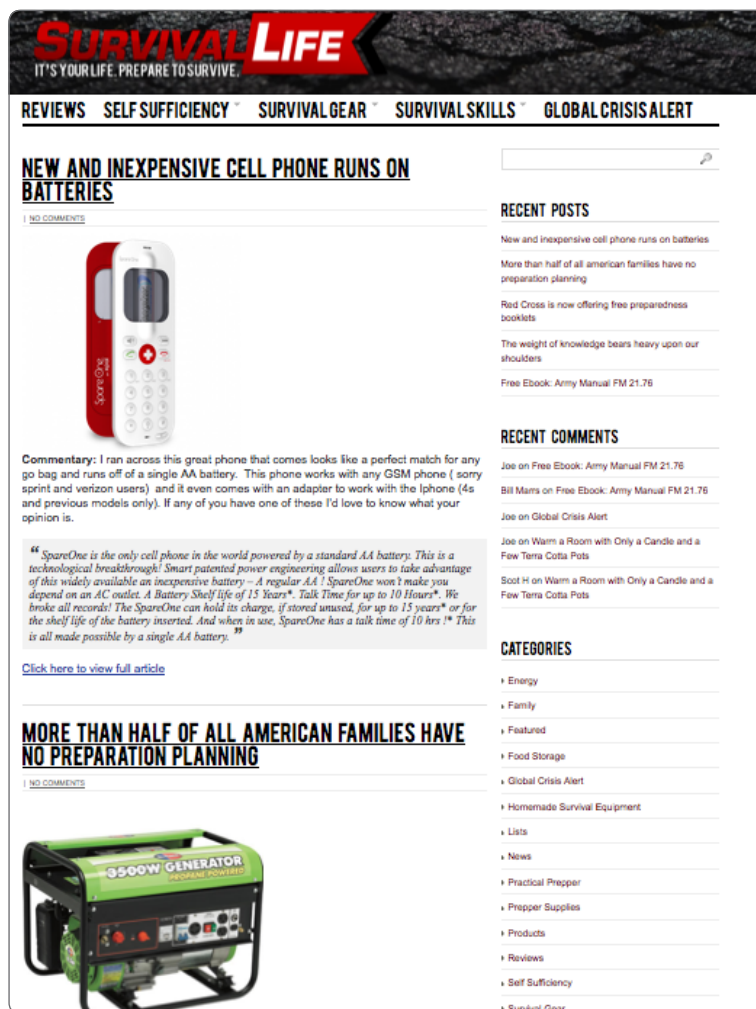 SURVIVAL LIFE
IT'S YOUR LIFE. PREPARE TO SURVIVE.
REVIEWS SELF SUFFICIENCY SURVIVAL GEAR SURVIVAL SKILLS GLOBAL CRISIS ALERT
NEW AND INEXPENSIVE CELL PHONE RUNS ON
BATTERIES
| NO COMMENTS
SpareOne
Commentary: I ran across this great phone that comes looks like a perfect match for any
go bag and runs off of a single AA battery. This phone works with any GSM phone ( sorry
sprint and verizon users) and it even comes with an adapter to work with the Iphone (4s
and previous models only). If any of you have one of these I'd love to know what your
opinion is.
“ SpareOne is the only cell phone in the world powered by a standard AA battery. This is a
technological breakthrough! Smart patented power engineering allows users to take advantage
of this widely available an inexpensive battery – A regular AA ! SpareOne won't make you
depend on an AC outlet. A Battery Shelf life of 15 Years*. Talk Time for up to 10 Hours*. We
broke all records! The SpareOne can hold its charge, if stored unused, for up to 15 years* or for
the shelf life of the battery inserted. And when in use, SpareOne has a talk time of 10 hrs !* This
is all made possible by a single AA battery. ”
Click here to view full article
MORE THAN HALF OF ALL AMERICAN FAMILIES HAVE
NO PREPARATION PLANNING
| NO COMMENTS
3500W GENERATOR
PROPANE POWERED
RECENT POSTS
New and inexpensive cell phone runs on batteries
More than half of all american families have no
preparation planning
Red Cross is now offering free preparedness
booklets
The weight of knowledge bears heavy upon our
shoulders
Free Ebook: Army Manual FM 21.76
RECENT COMMENTS
Joe on Free Ebook: Army Manual FM 21.76
Bill Marrs on Free Ebook: Army Manual FM 21.76
Joe on Global Crisis Alert
Joe on Warm a Room with Only a Candle and a
Few Terra Cotta Pots
Scot H on Warm a Room with Only a Candle and a
Few Terra Cotta Pots
CATEGORIES
Energy
Family
Featured
Food Storage
Global Crisis Alert
Homemade Survival Equipment
Lists
News
Practical Prepper
Prepper Supplies
Products
Reviews
Self Sufficiency
Survival Gear